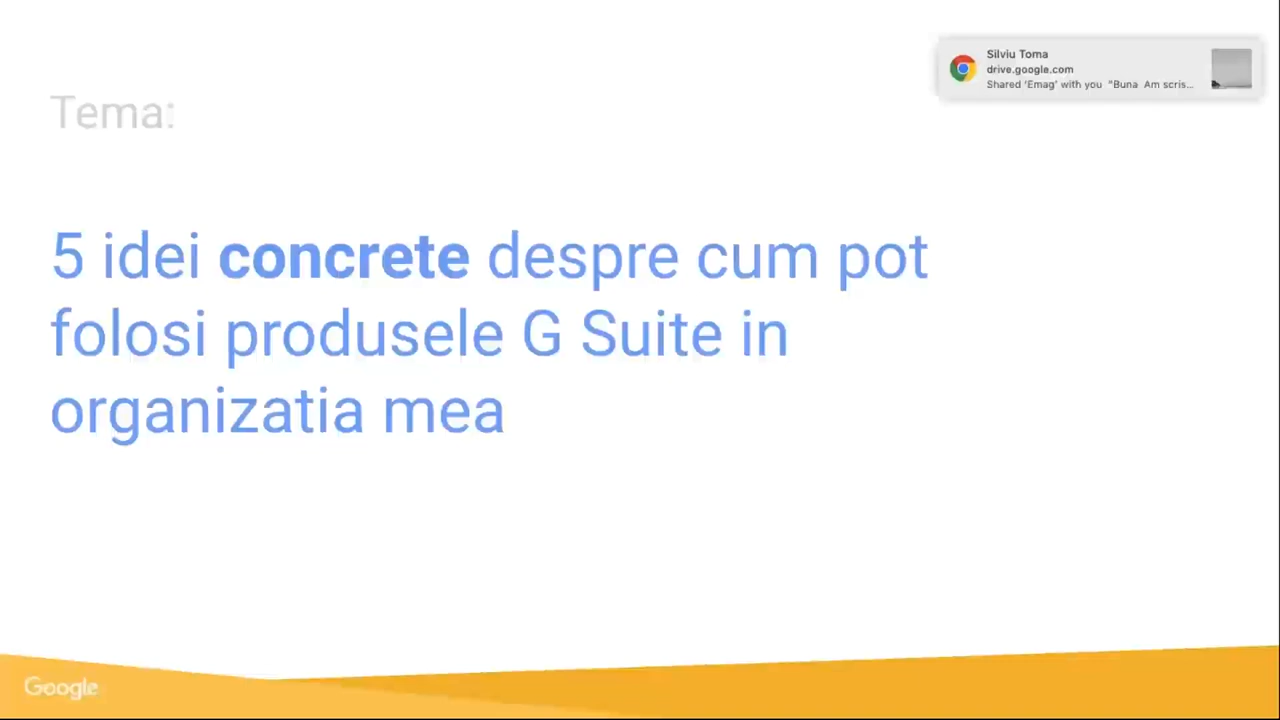 Silviu Toma
drive.google.com
Shared 'Emag' with you "Buna Am scris...
Tema:
5 idei concrete despre cum pot
folosi produsele G Suite in
organizatia mea
Google